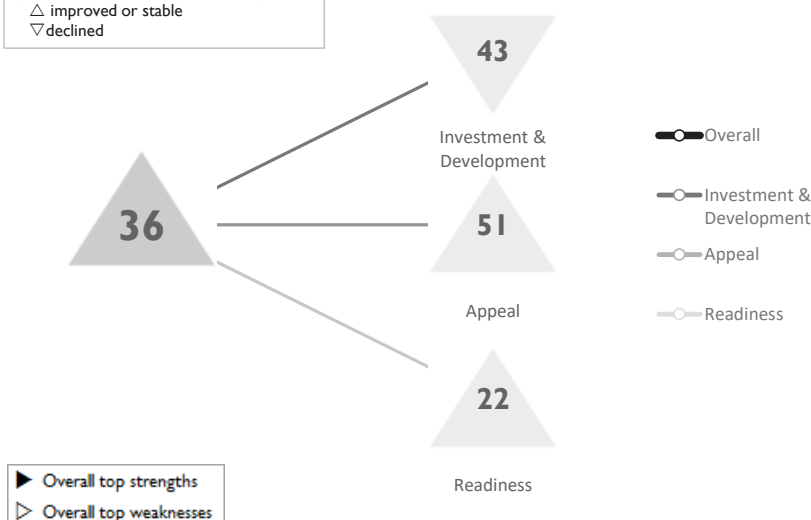 △ improved or stable
▽ declined
43
Investment &
Development
36
51
Appeal
22
Readiness
Overall
Investment &
Development
Appeal
Readiness
▶ Overall top strengths
▷ Overall top weaknesses